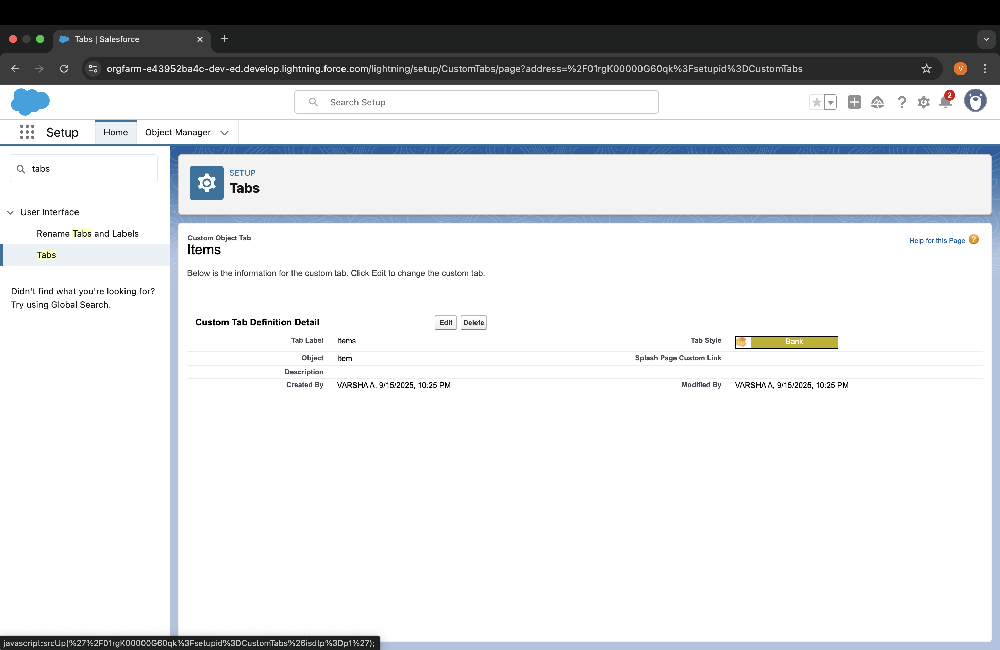 Tabs | Salesforce
orgfarm-e43952ba4c-dev-ed.develop.lightning.force.com/lightning/setup/CustomTabs/page?address=%2F01rgK00000G60qk%3Fsetupid%3DCustomTabs
V
Search Setup
2
Setup
Home
Object Manager
tabs
SETUP
Tabs
User Interface
Rename Tabs and Labels
Tabs
Didn't find what you're looking for?
Try using Global Search.
Custom Object Tab
Items
Help for this Page
Below is the information for the custom tab. Click Edit to change the custom tab.
Custom Tab Definition Detail
Edit
Delete
Tab Label Items
Tab Style Bank
Object Item
Splash Page Custom Link
Description
Created By VARSHA A, 9/15/2025, 10:25 PM
Modified By VARSHA A, 9/15/2025, 10:25 PM
javascript:srcUp(%27%2F01rgK00000G60qk%3Fsetupid%3DCustomTabs%26isdtp%3Dp1%27);